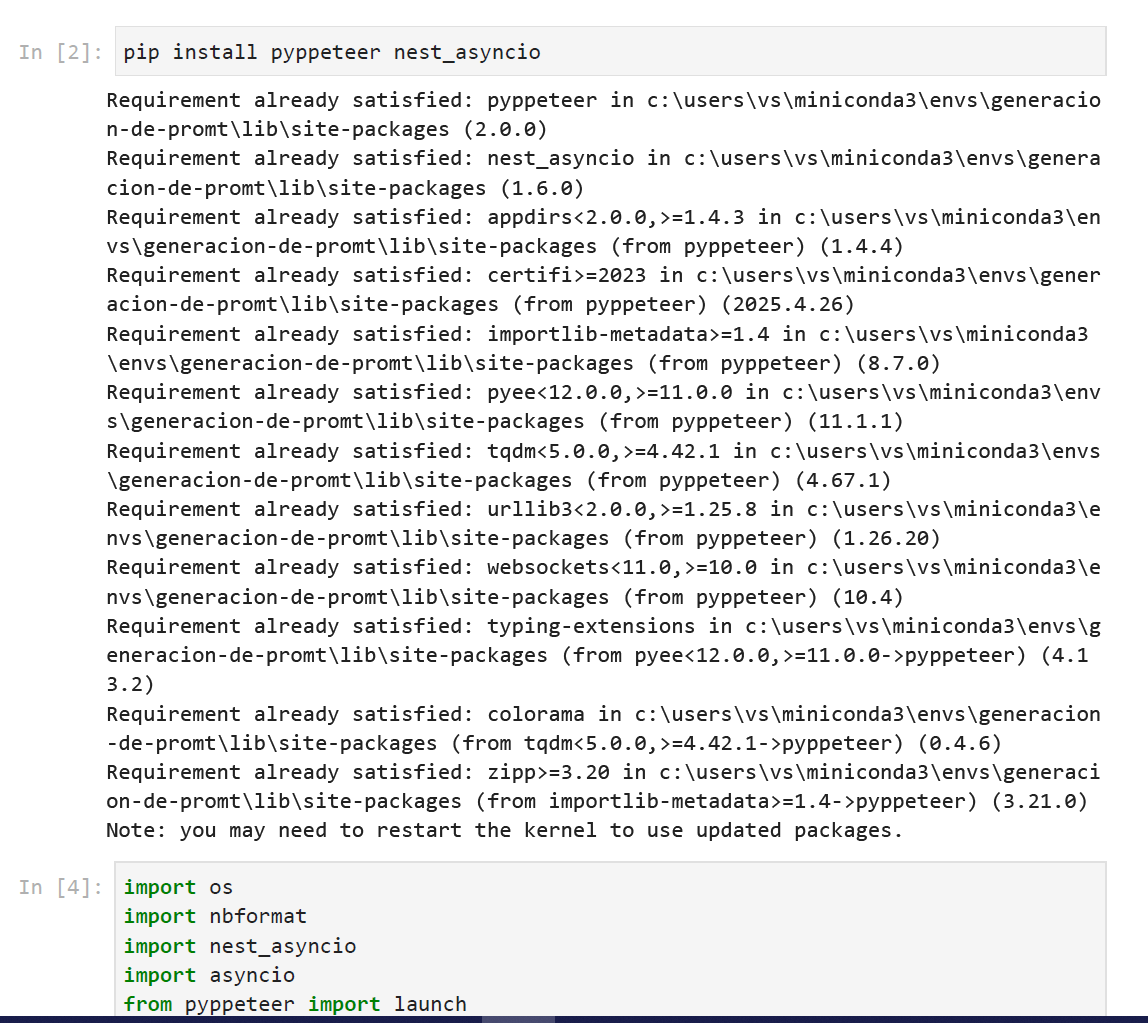 In [2]: pip install pyppeteer nest_asyncio
Requirement already satisfied: pyppeteer in c:\users\vs\miniconda3\envs\generacio
n-de-promt\lib\site-packages (2.0.0)
Requirement already satisfied: nest_asyncio in c:\users\vs\miniconda3\envs\genera
cion-de-promt\lib\site-packages (1.6.0)
Requirement already satisfied: appdirs<2.0.0,>=1.4.3 in c:\users\vs\miniconda3\en
vs\generacion-de-promt\lib\site-packages (from pyppeteer) (1.4.4)
Requirement already satisfied: certifi>=2023 in c:\users\vs\miniconda3\envs\gener
acion-de-promt\lib\site-packages (from pyppeteer) (2025.4.26)
Requirement already satisfied: importlib-metadata>=1.4 in c:\users\vs\miniconda3
\envs\generacion-de-promt\lib\site-packages (from pyppeteer) (8.7.0)
Requirement already satisfied: pyee<12.0.0,>=11.0.0 in c:\users\vs\miniconda3\env
s\generacion-de-promt\lib\site-packages (from pyppeteer) (11.1.1)
Requirement already satisfied: tqdm<5.0.0,>=4.42.1 in c:\users\vs\miniconda3\envs
\generacion-de-promt\lib\site-packages (from pyppeteer) (4.67.1)
Requirement already satisfied: urllib3<2.0.0,>=1.25.8 in c:\users\vs\miniconda3\e
nvs\generacion-de-promt\lib\site-packages (from pyppeteer) (1.26.20)
Requirement already satisfied: websockets<11.0,>=10.0 in c:\users\vs\miniconda3\e
nvs\generacion-de-promt\lib\site-packages (from pyppeteer) (10.4)
Requirement already satisfied: typing-extensions in c:\users\vs\miniconda3\envs\g
eneracion-de-promt\lib\site-packages (from pyee<12.0.0,>=11.0.0->pyppeteer) (4.1
3.2)
Requirement already satisfied: colorama in c:\users\vs\miniconda3\envs\generacion
-de-promt\lib\site-packages (from tqdm<5.0.0,>=4.42.1->pyppeteer) (0.4.6)
Requirement already satisfied: zipp>=3.20 in c:\users\vs\miniconda3\envs\generaci
on-de-promt\lib\site-packages (from importlib-metadata>=1.4->pyppeteer) (3.21.0)
Note: you may need to restart the kernel to use updated packages.
In [4]: import os
import nbformat
import nest_asyncio
import asyncio
from pyppeteer import launch